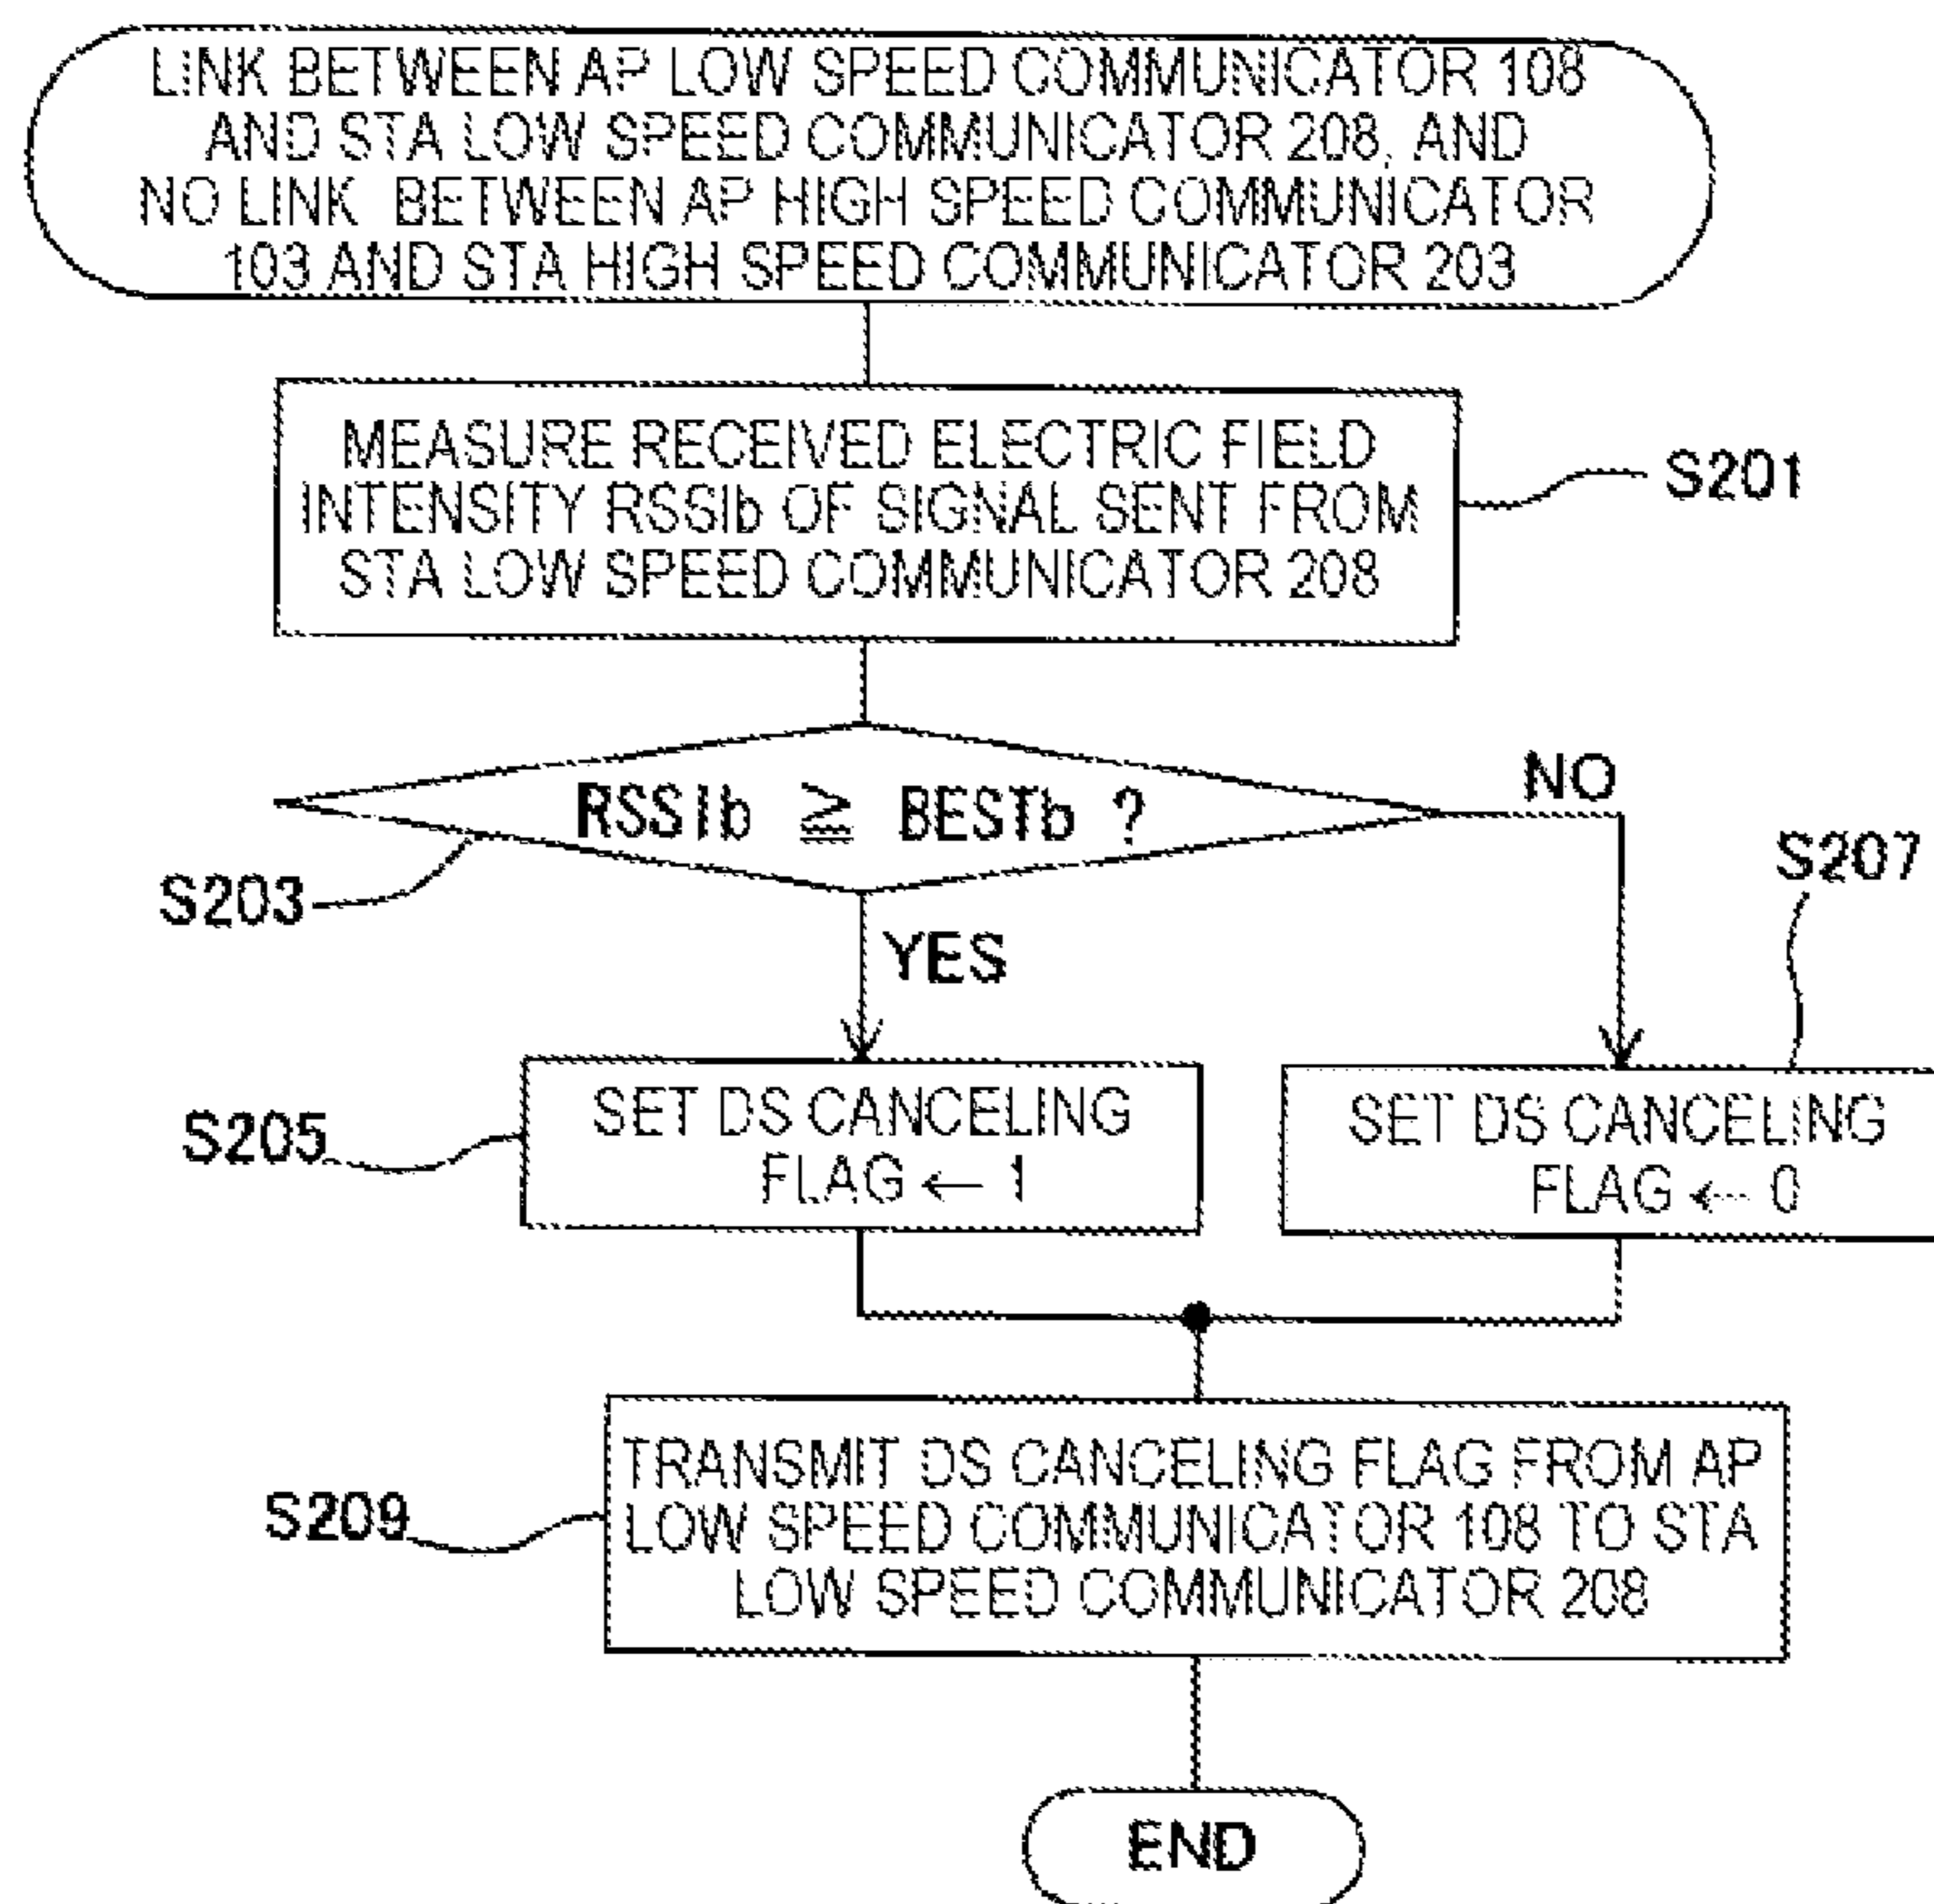 LINK BETWEEN AP LOW SPEED COMMUNICATOR 108
AND STA LOW SPEED COMMUNICATOR 208, AND
NO LINK BETWEEN AP HIGH SPEED COMMUNICATOR
103 AND STA HIGH SPEED COMMUNICATOR 203
MEASURE RECEIVED ELECTRIC FIELD
INTENSITY RSSIb OF SIGNAL SENT FROM
STA LOW SPEED COMMUNICATOR 208
S201
RSSIb ≧ BESTb ?
NO
S203
YES
S207
S205
SET DS CANCELING
FLAG ← 1
SET DS CANCELING
FLAG ← 0
S209
TRANSMIT DS CANCELING FLAG FROM AP
LOW SPEED COMMUNICATOR 108 TO STA
LOW SPEED COMMUNICATOR 208
END